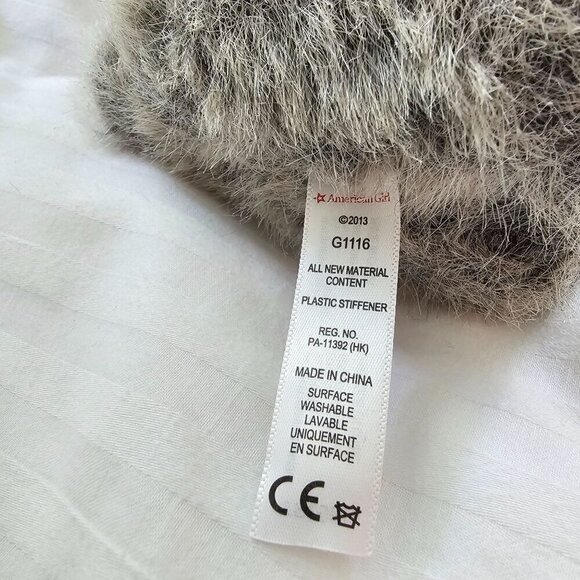 American Girl
©2013
G1116
ALL NEW MATERIAL
CONTENT
PLASTIC STIFFENER
REG. NO.
PA-11392 (HK)
MADE IN CHINA
SURFACE
WASHABLE
LAVABLE
UNIQUEMENT
EN SURFACE
CE